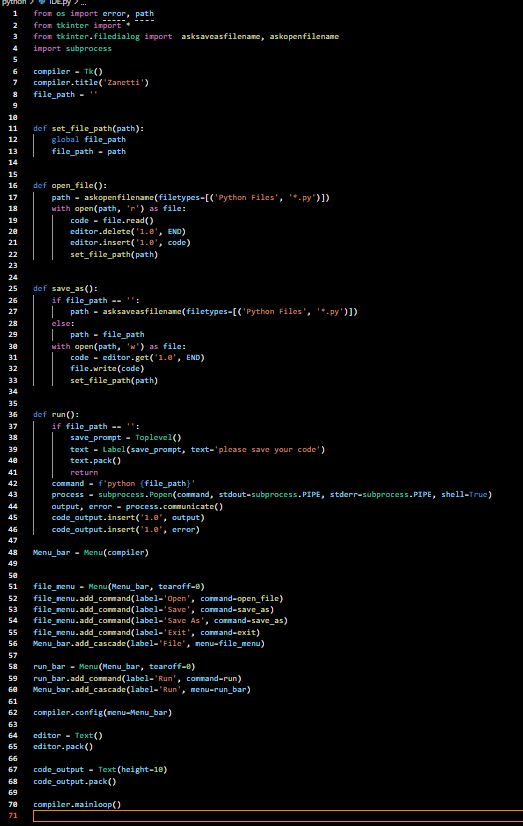 python > IDE.py > ...
1 from os import error, path
2 from tkinter import *
3 from tkinter.filedialog import  asksaveasfilename, askopenfilename
4 import subprocess
5
6 compiler = Tk()
7 compiler.title('Zanetti')
8 file_path = ''
9
10
11 def set_file_path(path):
12     global file_path
13     file_path = path
14
15
16 def open_file():
17     path = askopenfilename(filetypes=[('Python Files', '*.py')])
18     with open(path, 'r') as file:
19         code = file.read()
20         editor.delete('1.0', END)
21         editor.insert('1.0', code)
22         set_file_path(path)
23
24
25 def save_as():
26     if file_path == '':
27         path = asksaveasfilename(filetypes=[('Python Files', '*.py')])
28     else:
29         path = file_path
30     with open(path, 'w') as file:
31         code = editor.get('1.0', END)
32         file.write(code)
33         set_file_path(path)
34
35
36 def run():
37     if file_path == '':
38         save_prompt = Toplevel()
39         text = Label(save_prompt, text='please save your code')
40         text.pack()
41         return
42     command = f'python {file_path}'
43     process = subprocess.Popen(command, stdout=subprocess.PIPE, stderr=subprocess.PIPE, shell=True)
44     output, error = process.communicate()
45     code_output.insert('1.0', output)
46     code_output.insert('1.0', error)
47
48 Menu_bar = Menu(compiler)
49
50
51 file_menu = Menu(Menu_bar, tearoff=0)
52 file_menu.add_command(label='Open', command=open_file)
53 file_menu.add_command(label='Save', command=save_as)
54 file_menu.add_command(label='Save As', command=save_as)
55 file_menu.add_command(label='Exit', command=exit)
56 Menu_bar.add_cascade(label='File', menu=file_menu)
57
58 run_bar = Menu(Menu_bar, tearoff=0)
59 run_bar.add_command(label='Run', command=run)
60 Menu_bar.add_cascade(label='Run', menu=run_bar)
61
62 compiler.config(menu=Menu_bar)
63
64 editor = Text()
65 editor.pack()
66
67 code_output = Text(height=10)
68 code_output.pack()
69
70 compiler.mainloop()
71